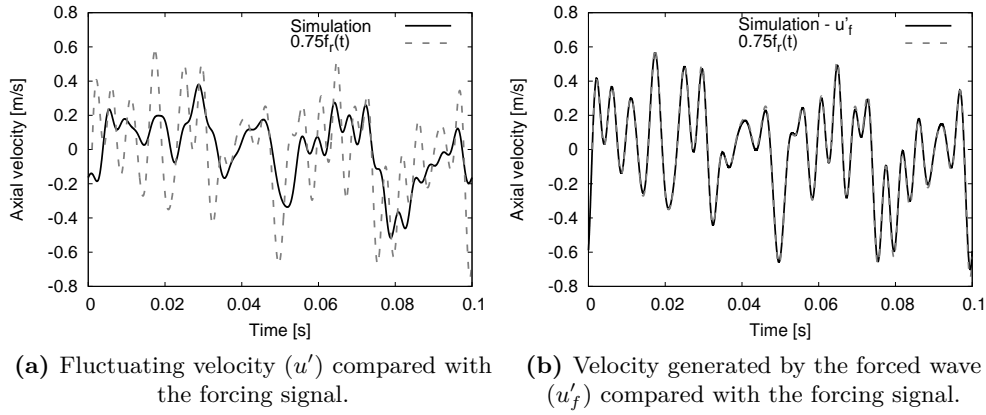 0.8
0.6
0.4
0.2
0
-0.2
-0.4
-0.6
-0.8
Axial velocity [m/s]
Simulation
0.75f_r(t)
0 0.02 0.04 0.06 0.08 0.1
Time [s]
(a) Fluctuating velocity (u′) compared with
the forcing signal.
0.8
0.6
0.4
0.2
0
-0.2
-0.4
-0.6
-0.8
Axial velocity [m/s]
Simulation - u'_f
0.75f_r(t)
0 0.02 0.04 0.06 0.08 0.1
Time [s]
(b) Velocity generated by the forced wave
(u′_f) compared with the forcing signal.